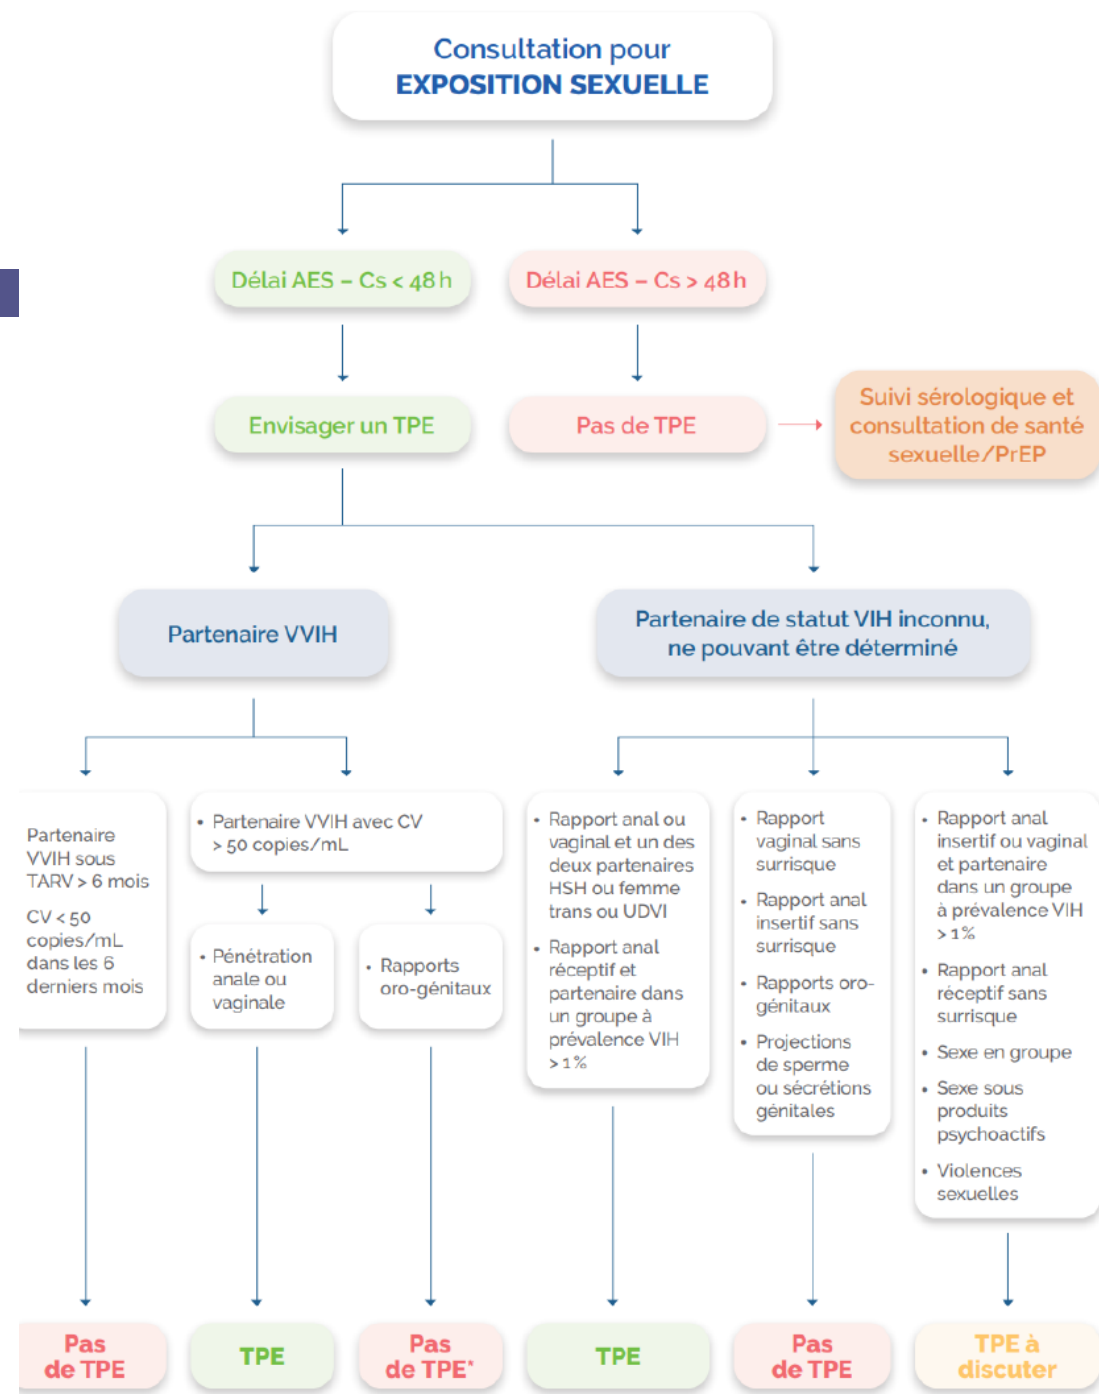 Consultation pour
EXPOSITION SEXUELLE
Délai AES – Cs < 48 h
Délai AES – Cs > 48 h
Envisager un TPE
Pas de TPE
Suivi sérologique et
consultation de santé
sexuelle/PrEP
Partenaire VVIH
Partenaire de statut VIH inconnu,
ne pouvant être déterminé
Partenaire
VVIH sous
TARV > 6 mois
CV < 50
copies/mL
dans les 6
derniers mois
• Partenaire VVIH avec CV
> 50 copies/mL
• Pénétration
anale ou
vaginale
• Rapports
oro-génitaux
• Rapport anal ou
vaginal et un des
deux partenaires
HSH ou femme
trans ou UDVI
• Rapport anal
réceptif et
partenaire dans
un groupe à
prévalence VIH
> 1 %
• Rapport
vaginal sans
surrisque
• Rapport anal
insertif sans
surrisque
• Rapports oro-
génitaux
• Projections
de sperme
ou sécrétions
génitales
• Rapport anal
insertif ou vaginal
et partenaire
dans un groupe
à prévalence VIH
> 1 %
• Rapport anal
réceptif sans
surrisque
• Sexe en groupe
• Sexe sous
produits
psychoactifs
• Violences
sexuelles
Pas
de TPE
TPE
Pas
de TPE*
TPE
Pas
de TPE
TPE à
discuter